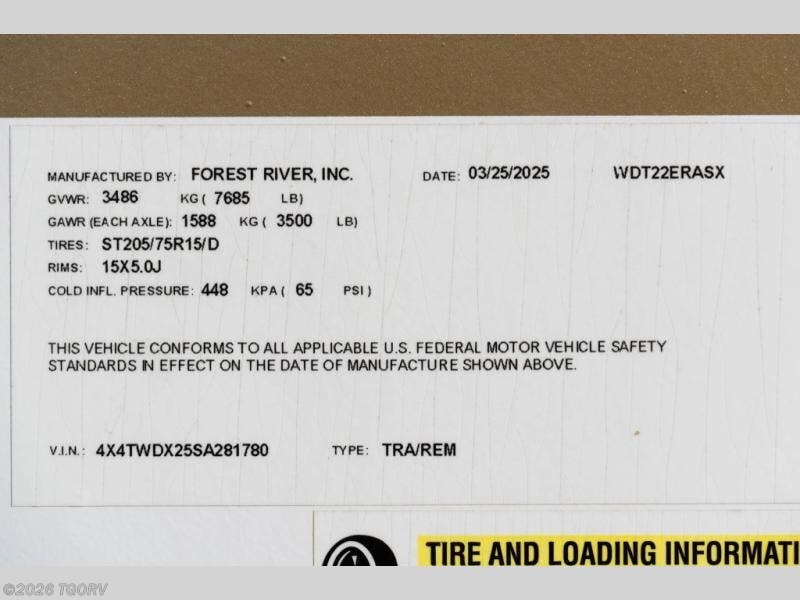 MANUFACTURED BY: FOREST RIVER, INC. DATE: 03/25/2025 WDT22ERASX
GVWR: 3486 KG ( 7685 LB)
GAWR (EACH AXLE): 1588 KG ( 3500 LB)
TIRES: ST205/75R15/D
RIMS: 15X5.0J
COLD INFL. PRESSURE: 448 KPA ( 65 PSI )
THIS VEHICLE CONFORMS TO ALL APPLICABLE U.S. FEDERAL MOTOR VEHICLE SAFETY
STANDARDS IN EFFECT ON THE DATE OF MANUFACTURE SHOWN ABOVE.
V.I.N.: 4X4TWDX25SA281780 TYPE: TRA/REM
TIRE AND LOADING INFORMATI
©2026 TGORV